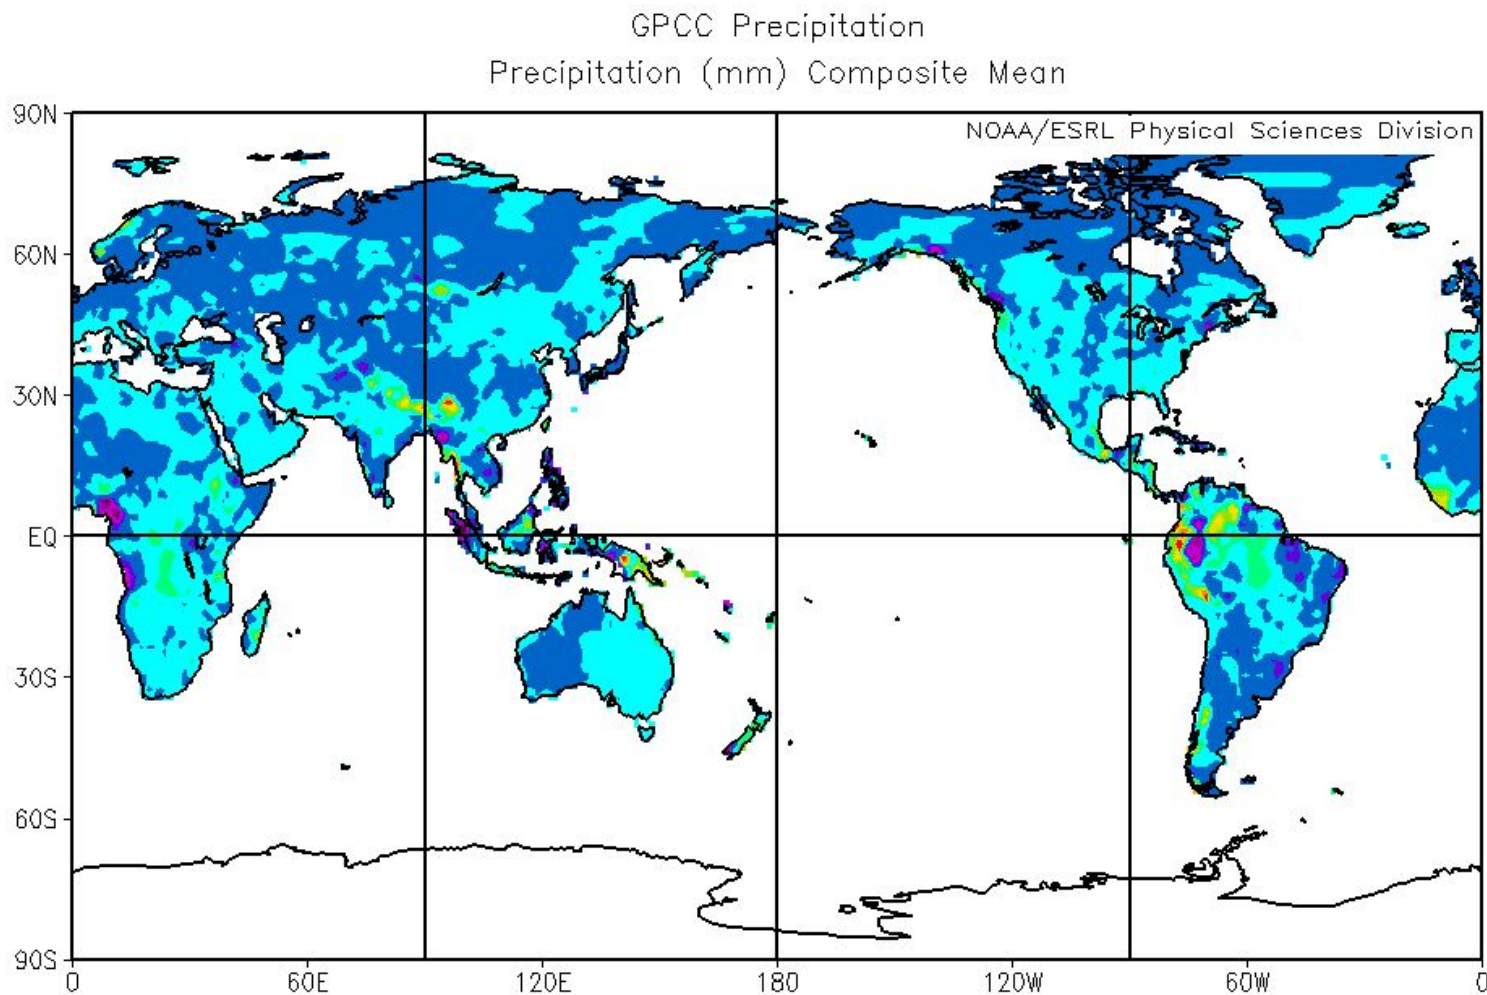 GPCC Precipitation
Precipitation (mm) Composite Mean
NOAA/ESRL Physical Sciences Division
90N
60N
30N
EQ
30S
60S
90S
0 60E 120E 180 120W 60W 0